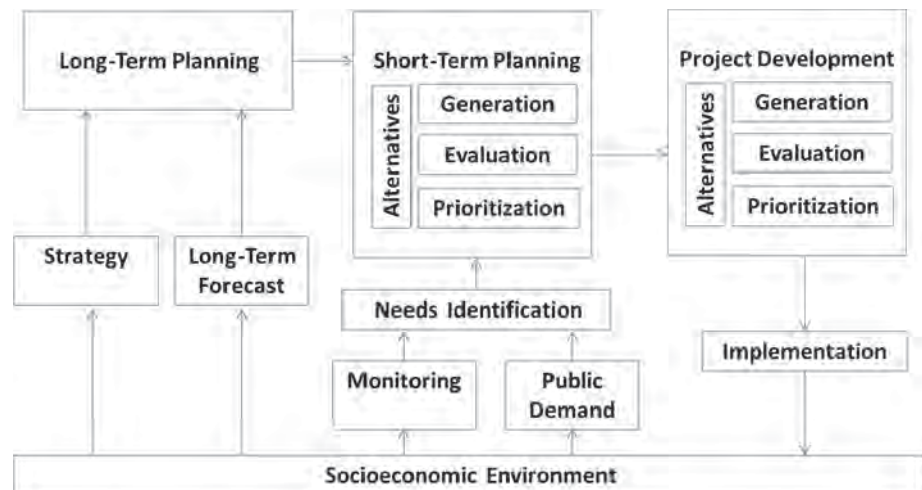 Long-Term Planning
Short-Term Planning
Alternatives
Generation
Evaluation
Prioritization
Project Development
Alternatives
Generation
Evaluation
Prioritization
Strategy
Long-Term
Forecast
Needs Identification
Monitoring
Public
Demand
Implementation
Socioeconomic Environment